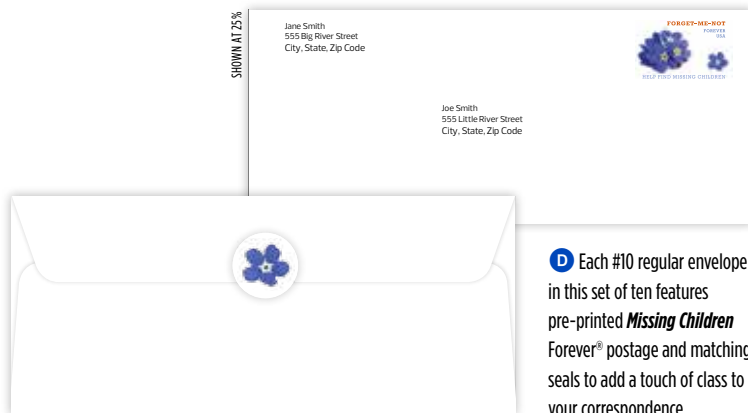 SHOWN AT 25%
Jane Smith
555 Big River Street
City, State, Zip Code
FORGET-ME-NOT
FOREVER
USA
HELP FIND MISSING CHILDREN
Joe Smith
555 Little River Street
City, State, Zip Code
D Each #10 regular envelope
in this set of ten features
pre-printed Missing Children
Forever® postage and matching
seals to add a touch of class to
your correspondence.